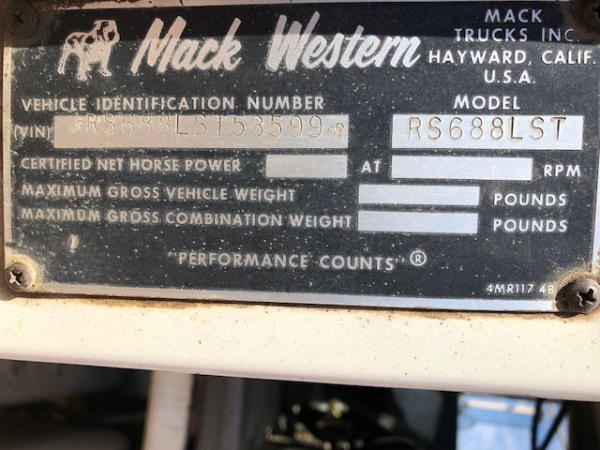 Mack Western
MACK
TRUCKS INC.
HAYWARD, CALIF.
U.S.A.
VEHICLE IDENTIFICATION NUMBER
MODEL
(VIN) RS688LST53599
RS688LST
CERTIFIED NET HORSE POWER AT RPM
MAXIMUM GROSS VEHICLE WEIGHT POUNDS
MAXIMUM GROSS COMBINATION WEIGHT POUNDS
"PERFORMANCE COUNTS"®
4MR117 4B